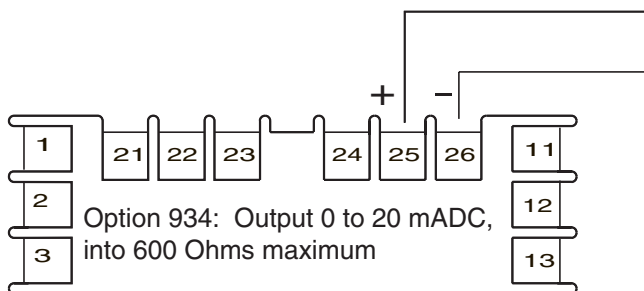 + −
1 21 22 23 24 25 26 11
2 12
Option 934: Output 0 to 20 mADC,
into 600 Ohms maximum
3 13